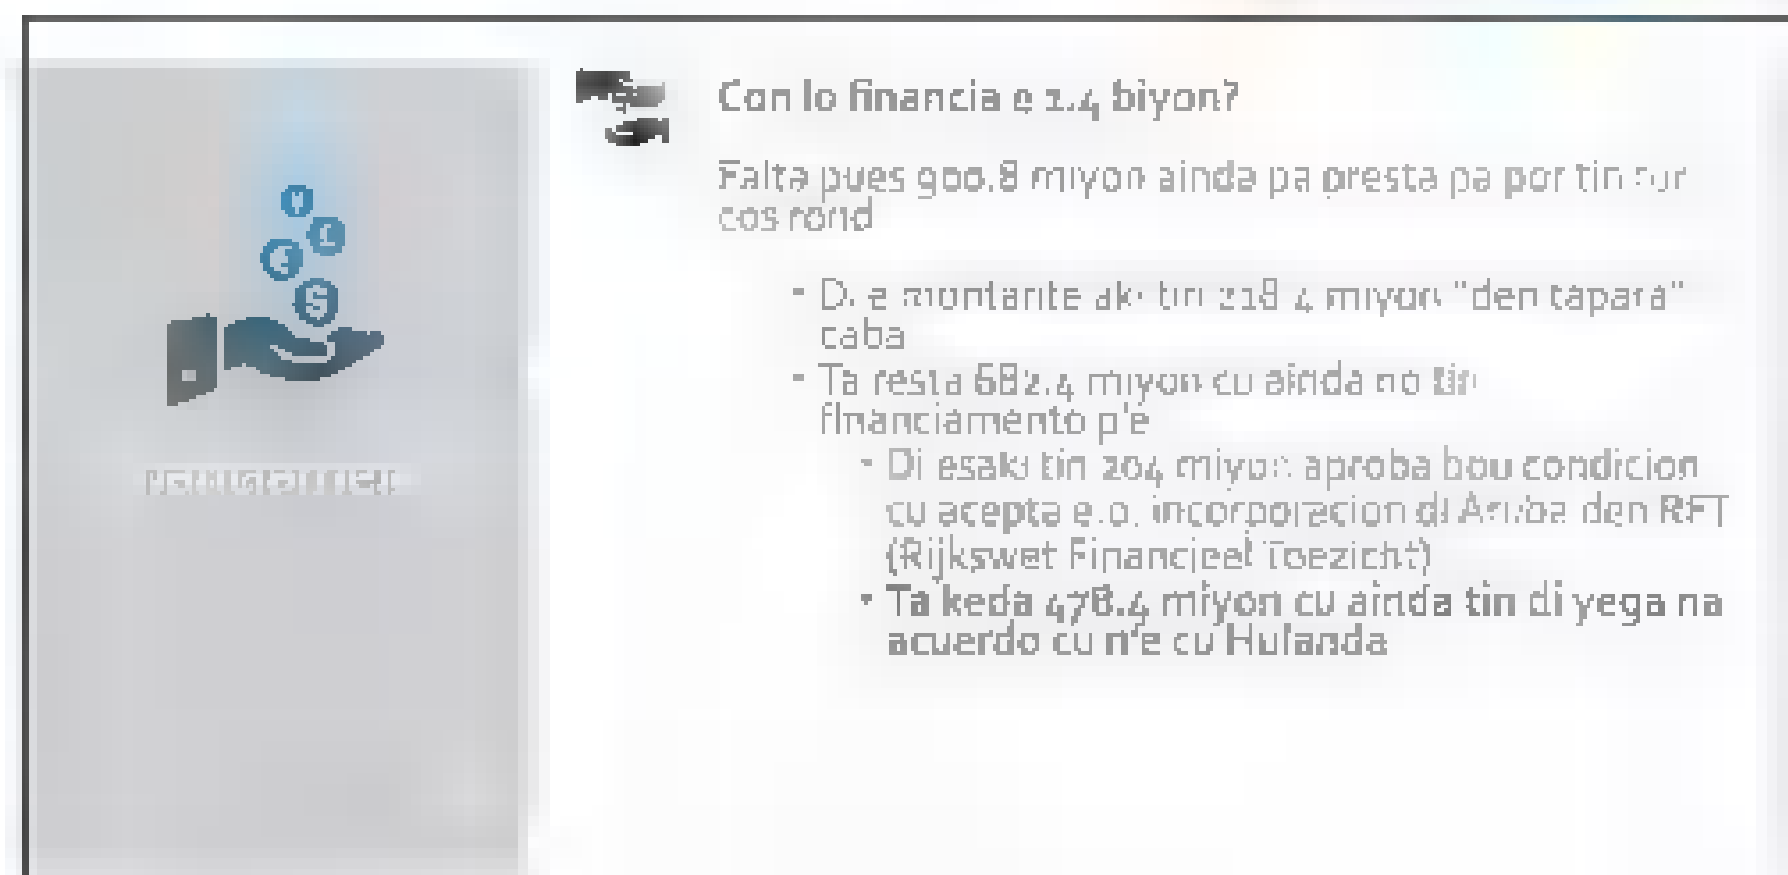 Con lo financia e 2.4 biyon?
Falta pues 900.8 miyon ainda pa presta pa por tin
cos rond
- Di e montante aki tin 218.4 miyon "den tapara"
caba
- Ta resta 682.4 miyon cu ainda no tin
financiamento p'e
- Di esaki tin 204 miyon aproba bou condicion
cu acepta e.o. incorporacion di Aruba den RFT
(Rijkswet Financieel Toezicht)
- Ta keda 478.4 miyon cu ainda tin di yega na
acuerdo cu n'e cu Hulanda